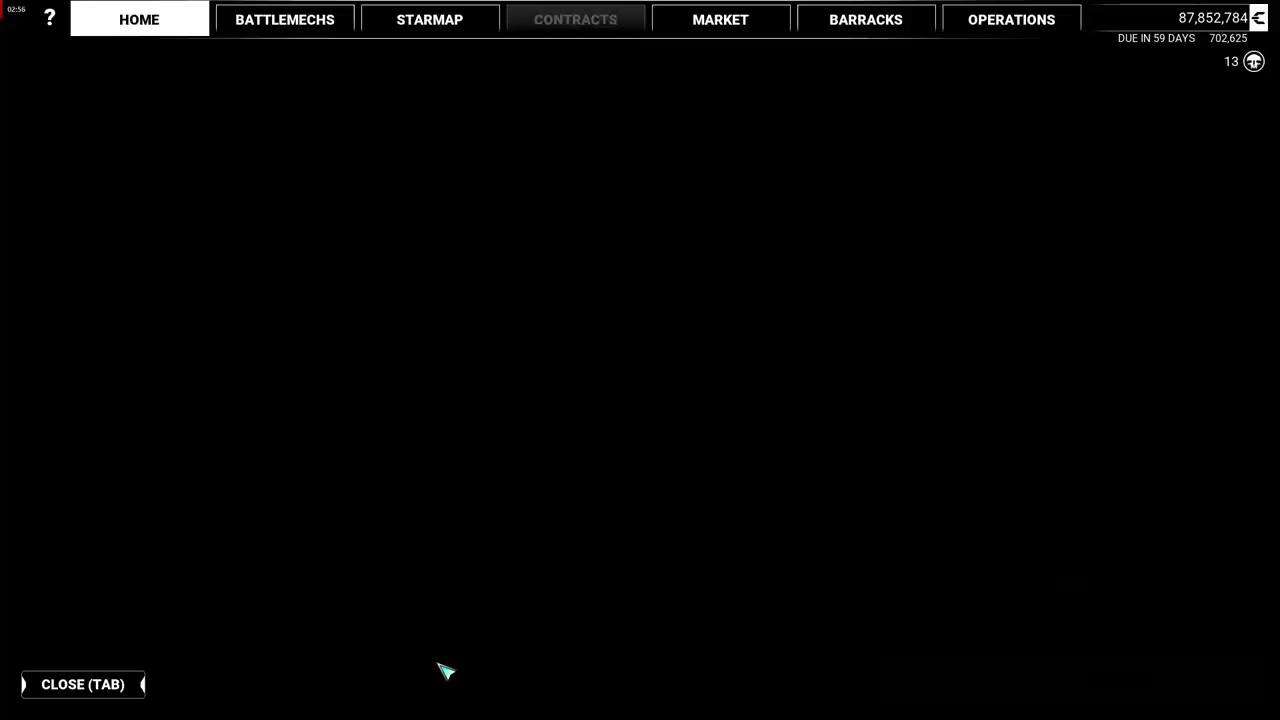 02:56
? HOME BATTLEMECHS STARMAP CONTRACTS MARKET BARRACKS OPERATIONS 87,852,784
DUE IN 59 DAYS 702,625
13
CLOSE (TAB)